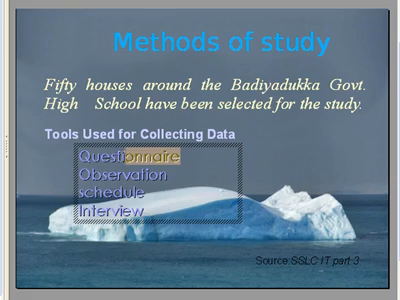 Methods of study
Fifty houses around the Badiyadukka Govt.
High School have been selected for the study.
Tools Used for Collecting Data
Questionnaire
Observation
schedule
Interview
Source:SSLC IT part 3